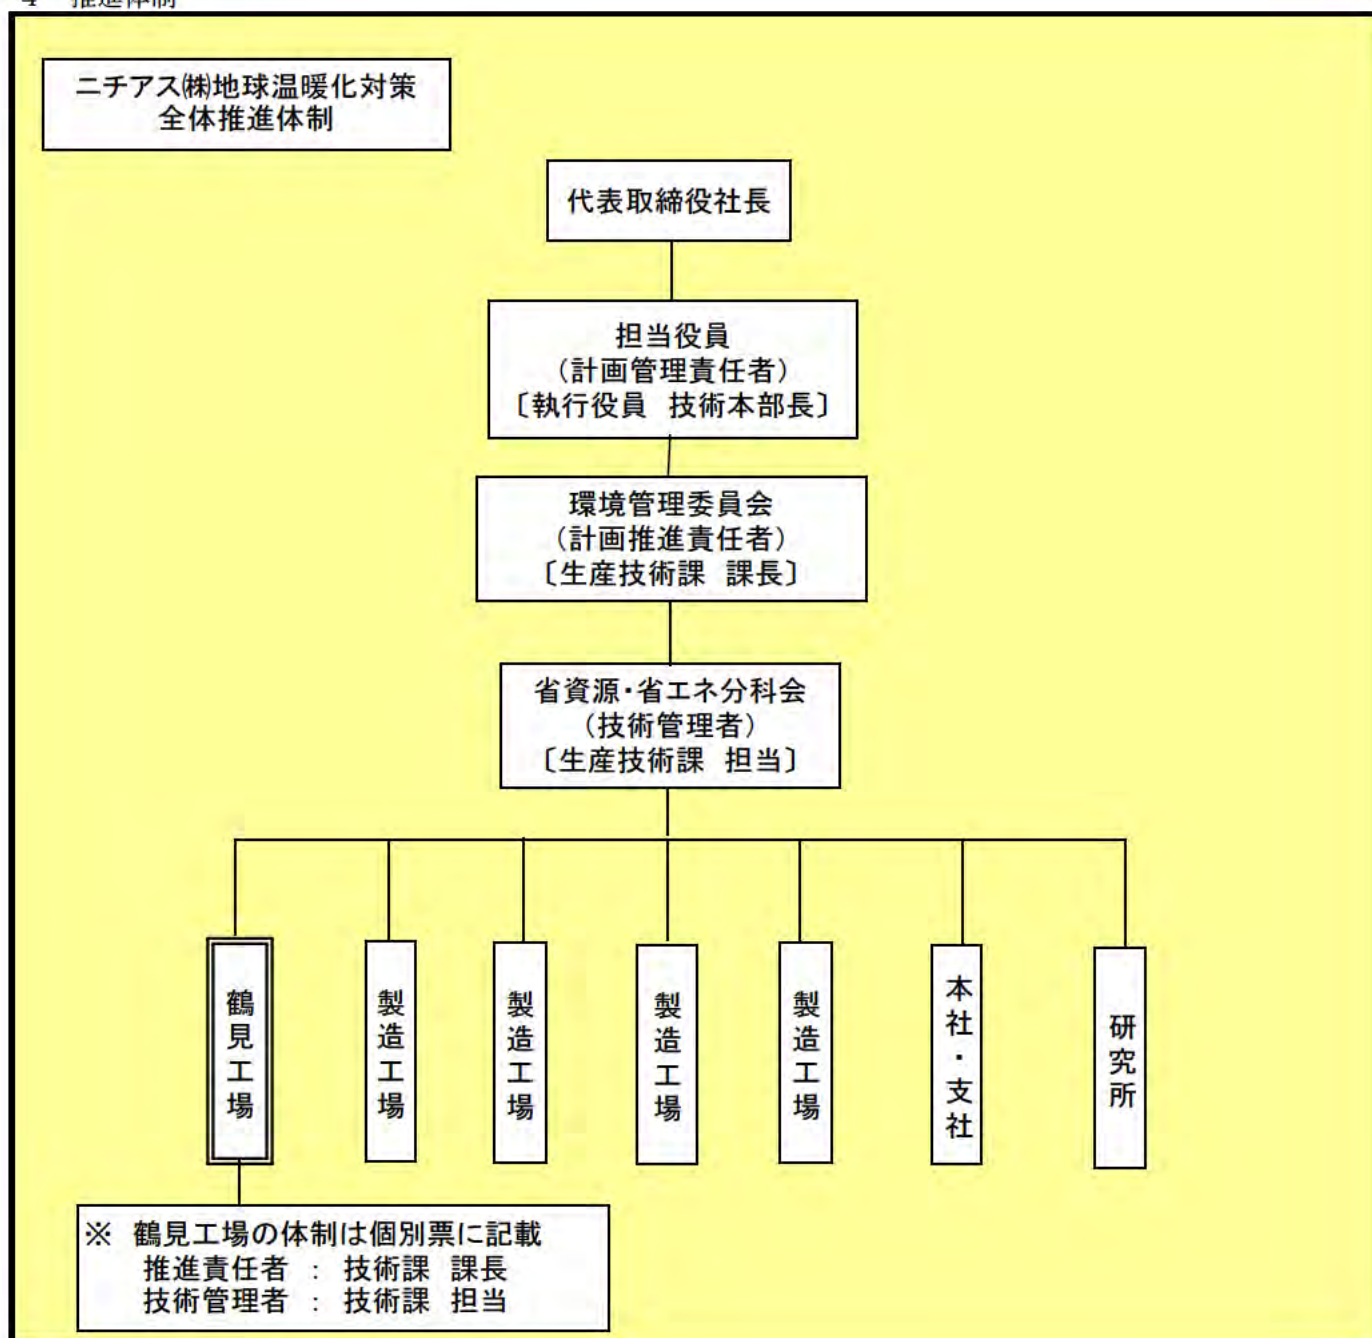 4 推進体制
ニチアス㈱地球温暖化対策
全体推進体制
代表取締役社長
担当役員
(計画管理責任者)
〔執行役員 技術本部長〕
環境管理委員会
(計画推進責任者)
〔生産技術課 課長〕
省資源・省エネ分科会
(技術管理者)
〔生産技術課 担当〕
鶴見工場
製造工場
製造工場
製造工場
製造工場
本社・支社
研究所
※ 鶴見工場の体制は個別票に記載
推進責任者 : 技術課 課長
技術管理者 : 技術課 担当